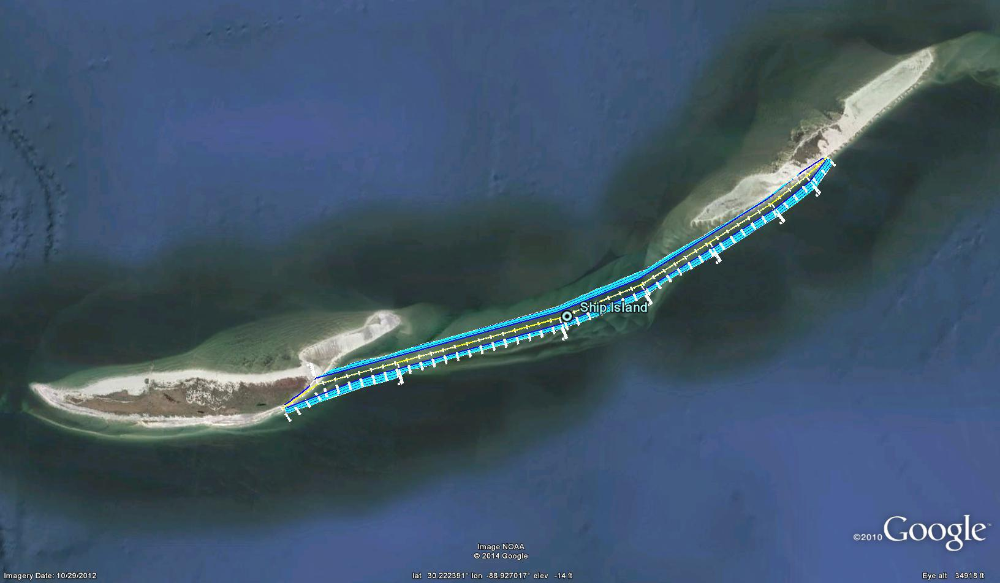 Ship Island
©2010 Google™
Image NOAA
© 2014 Google
Imagery Date: 10/29/2012
lat 30.222391° lon -88.927017° elev -14 ft
Eye alt 34918 ft